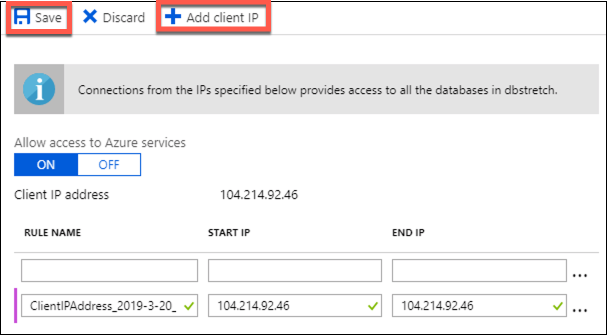 Save Discard Add client IP
Connections from the IPs specified below provides access to all the databases in dbstretch.
Allow access to Azure services
ON OFF
Client IP address 104.214.92.46
RULE NAME START IP END IP
...
ClientIPAddress_2019-3-20_ 104.214.92.46 104.214.92.46 ...